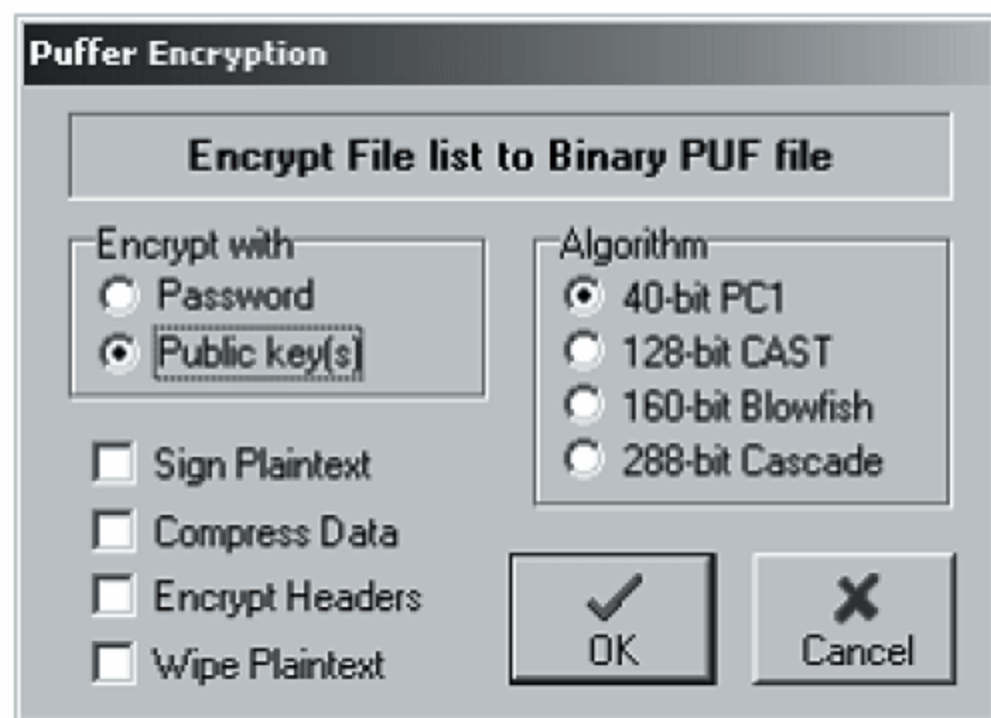 Puffer Encryption
Encrypt File list to Binary PUF file
Encrypt with
Password
Public key(s)
Algorithm
40-bit PC1
128-bit CAST
160-bit Blowfish
288-bit Cascade
Sign Plaintext
Compress Data
Encrypt Headers
Wipe Plaintext
OK
Cancel